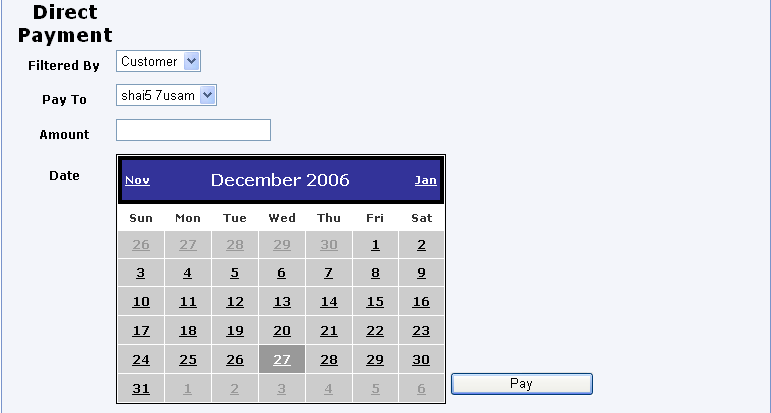 Direct
Payment
Filtered By Customer
Pay To shai5 7usam
Amount
Date
Nov December 2006 Jan
Sun Mon Tue Wed Thu Fri Sat
26 27 28 29 30 1 2
3 4 5 6 7 8 9
10 11 12 13 14 15 16
17 18 19 20 21 22 23
24 25 26 27 28 29 30
31 1 2 3 4 5 6
Pay